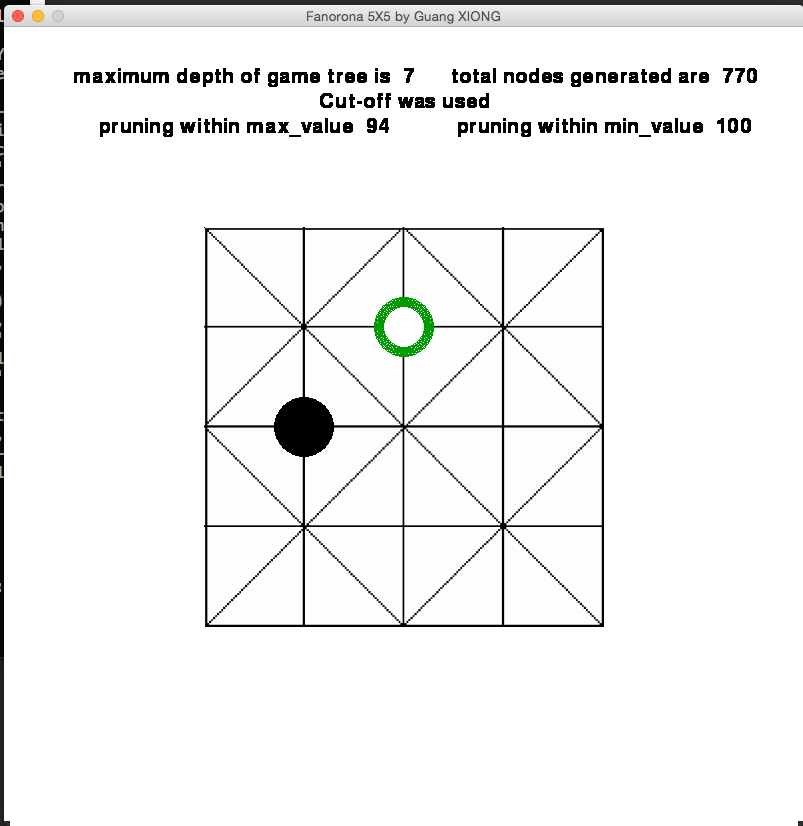 Fanorona 5X5 by Guang XIONG
maximum depth of game tree is 7 total nodes generated are 770
Cut-off was used
pruning within max_value 94 pruning within min_value 100